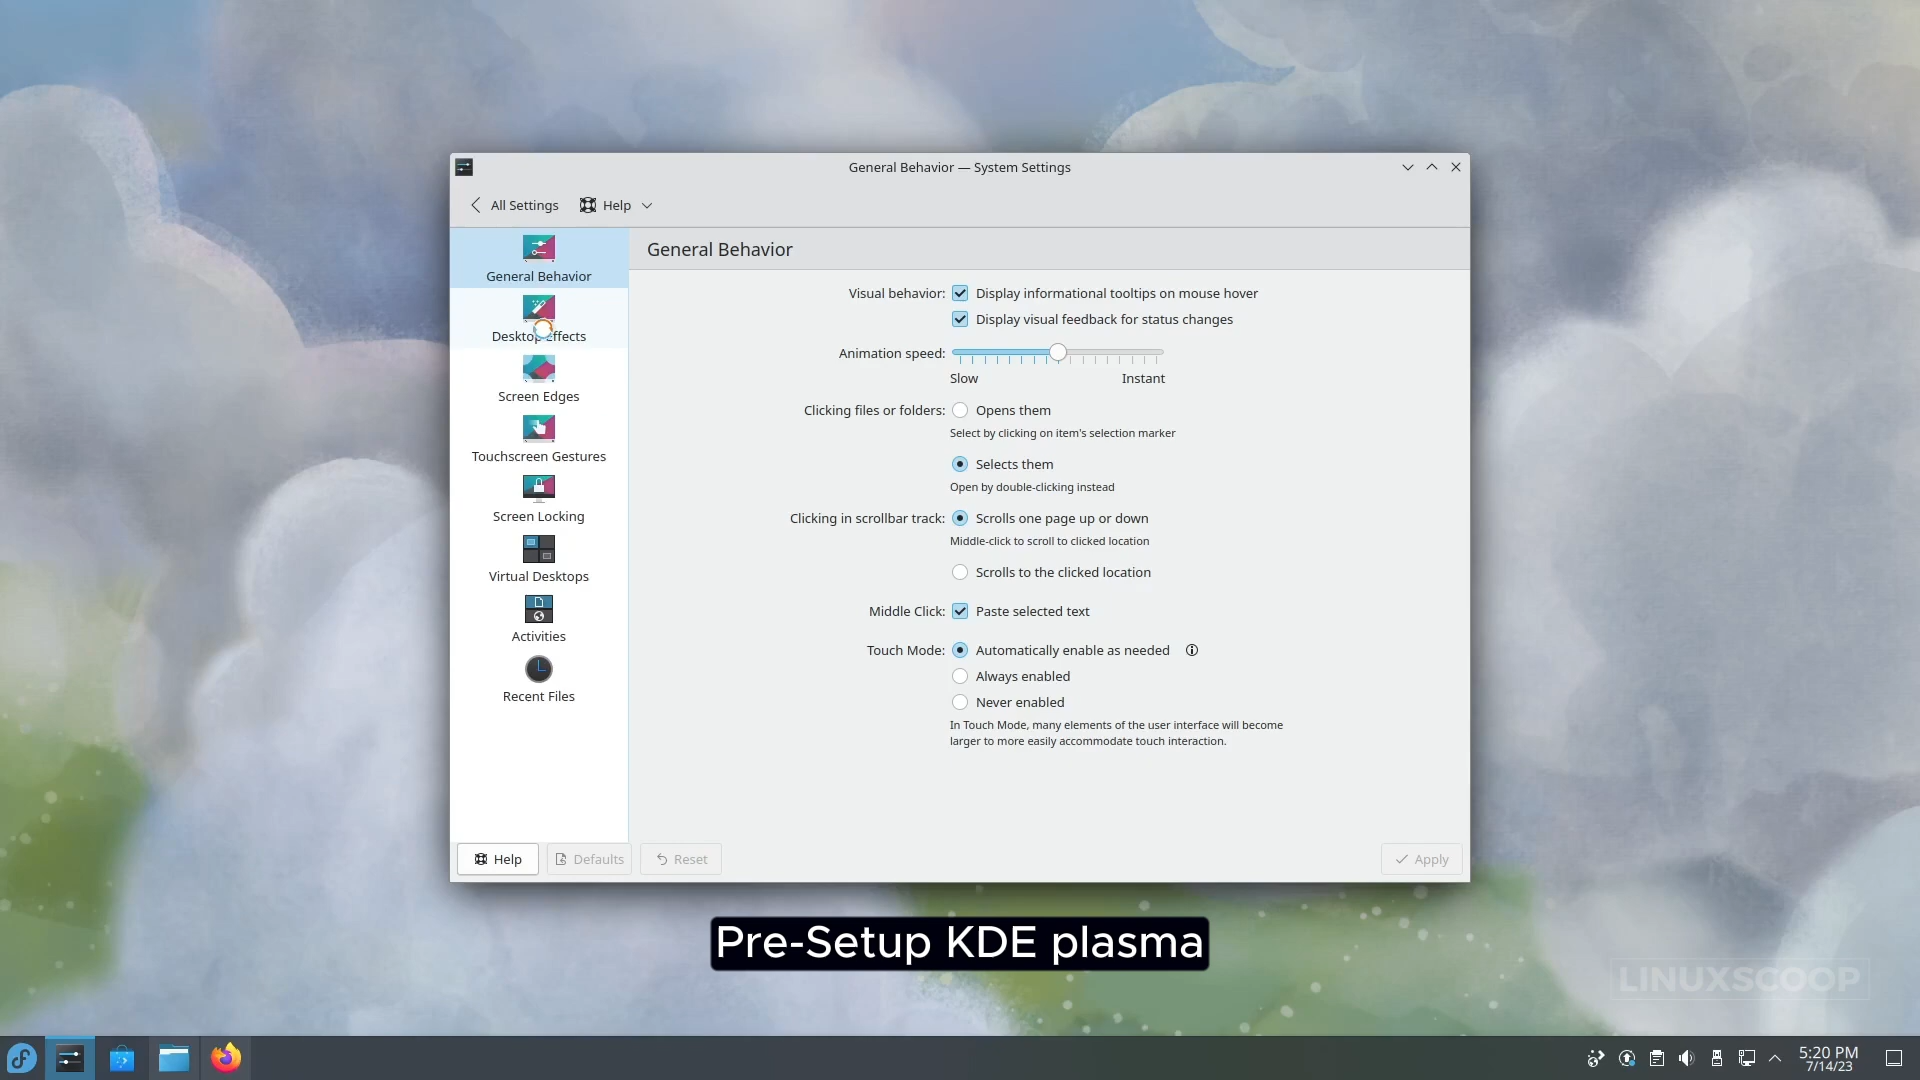 General Behavior — System Settings
All Settings
Help
General Behavior
Desktop Effects
Screen Edges
Touchscreen Gestures
Screen Locking
Virtual Desktops
Activities
Recent Files
General Behavior
Visual behavior: Display informational tooltips on mouse hover
Display visual feedback for status changes
Animation speed:
Slow Instant
Clicking files or folders: Opens them
Select by clicking on item's selection marker
Selects them
Open by double-clicking instead
Clicking in scrollbar track: Scrolls one page up or down
Middle-click to scroll to clicked location
Scrolls to the clicked location
Middle Click: Paste selected text
Touch Mode: Automatically enable as needed
Always enabled
Never enabled
In Touch Mode, many elements of the user interface will become
larger to more easily accommodate touch interaction.
Help Defaults Reset Apply
Pre-Setup KDE plasma
LINUXSCOOP
5:20 PM
7/14/23